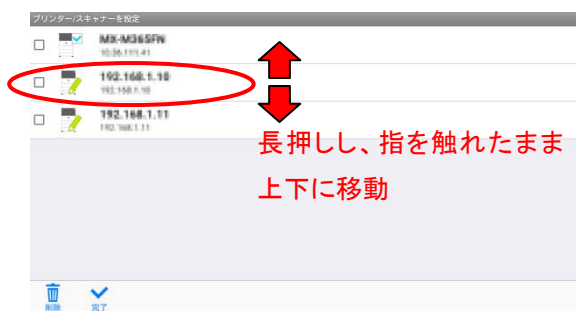 プリンター/スキャナーを設定
MX-M365FN
10.36.111.41
192.168.1.10
192.168.1.10
192.168.1.11
192.168.1.11
長押しし、指を触れたまま
上下に移動
削除
完了